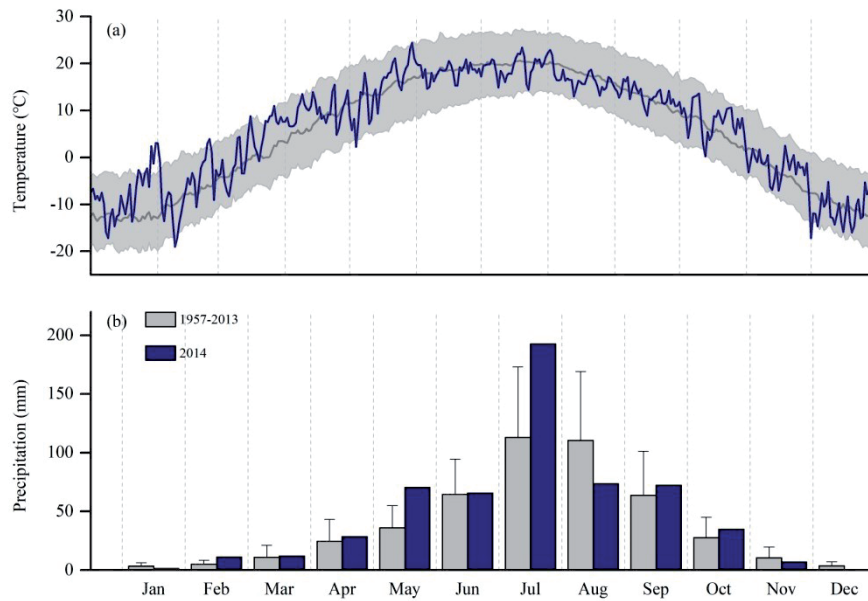 (a)
Temperature (°C)
30
20
10
0
-10
-20
(b)
1957-2013
2014
Precipitation (mm)
200
150
100
50
0
Jan Feb Mar Apr May Jun Jul Aug Sep Oct Nov Dec